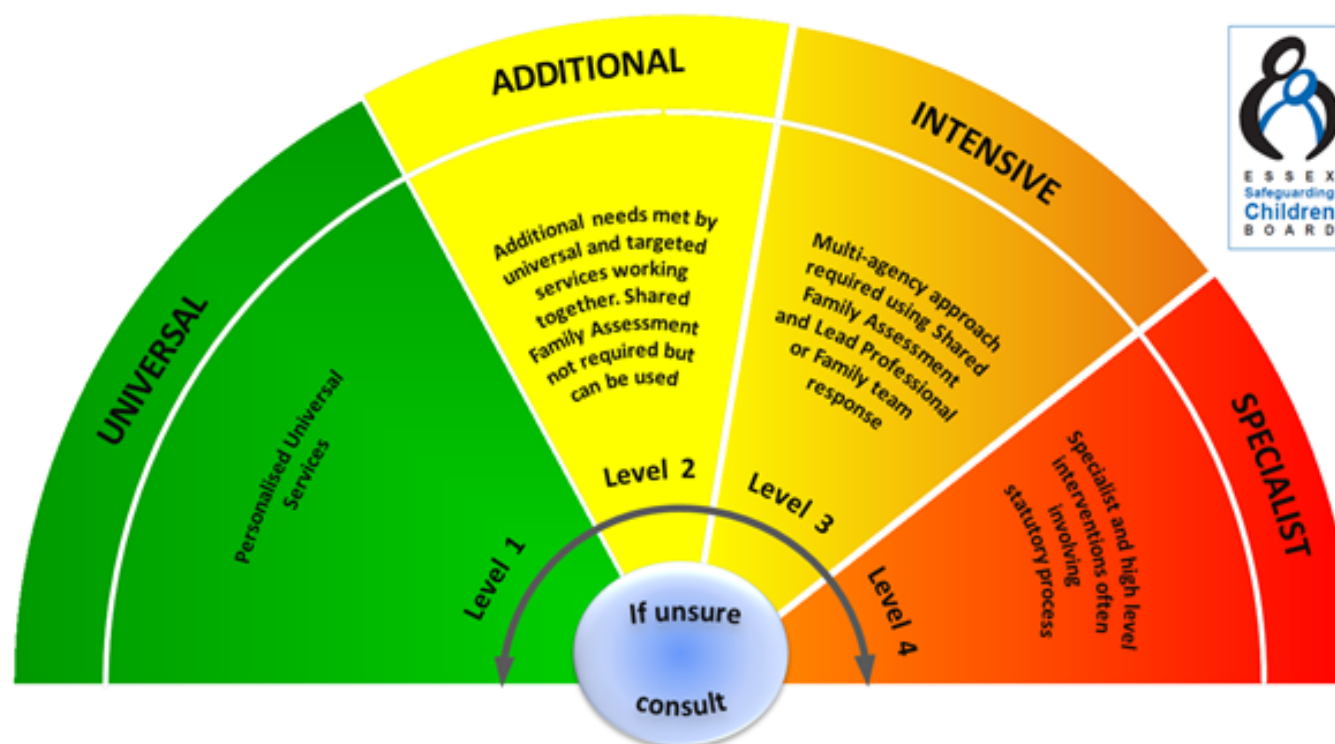 UNIVERSAL
Personalised Universal
Services
Level 1
ADDITIONAL
Additional needs met by
universal and targeted
services working
together. Shared
Family Assessment
not required but
can be used
Level 2
INTENSIVE
Multi-agency approach
required using Shared
Family Assessment
and Lead Professional
or Family team
response
Level 3
SPECIALIST
Specialist and high level
interventions often
involving
statutory process
Level 4
If unsure
consult
ESSEX
Safeguarding
Children
BOARD